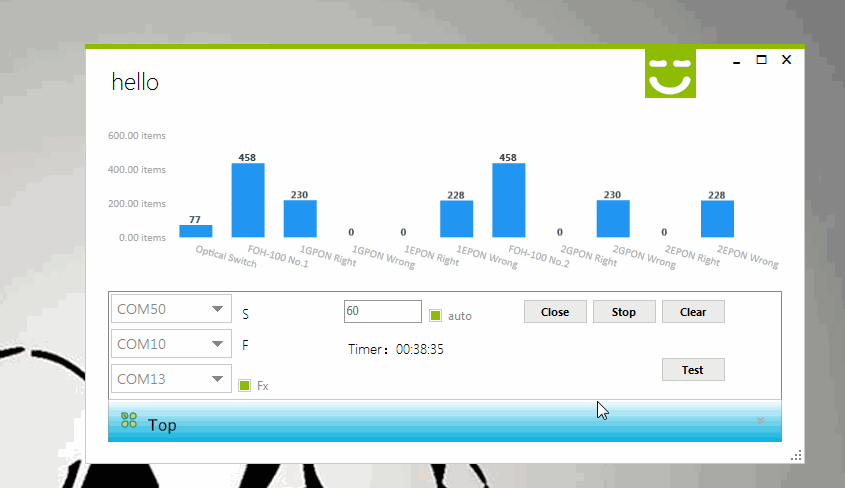 hello
600.00 items
400.00 items
200.00 items
0.00 items
77
458
230
0
0
228
458
0
230
0
228
Optical Switch
FOH-100 No.1
1GPON Right
1GPON Wrong
1EPON Right
1EPON Wrong
FOH-100 No.2
2GPON Right
2GPON Wrong
2EPON Right
2EPON Wrong
COM50
S
60
auto
Close
Stop
Clear
COM10
F
Timer：00:38:35
COM13
Fx
Test
Top